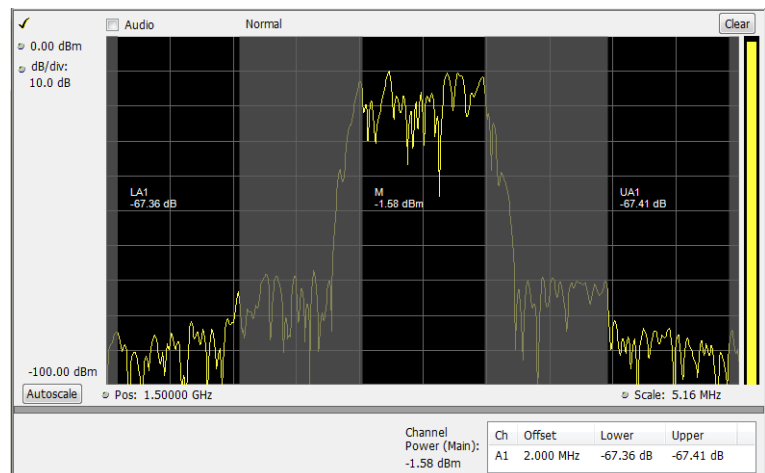 ✓
Audio
Normal
Clear
0.00 dBm
dB/div:
10.0 dB
LA1
-67.36 dB
M
-1.58 dBm
UA1
-67.41 dB
-100.00 dBm
Autoscale
Pos: 1.50000 GHz
Scale: 5.16 MHz
Channel
Power (Main):
-1.58 dBm
Ch Offset Lower Upper
A1 2.000 MHz -67.36 dB -67.41 dB